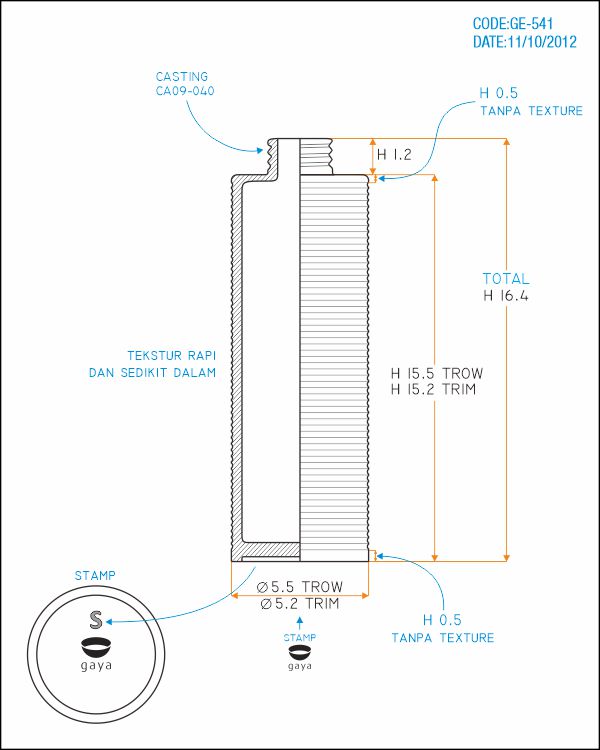 CODE:GE-541
DATE:11/10/2012
CASTING
CA09-040
H 0.5
TANPA TEXTURE
H 1.2
TOTAL
H 16.4
TEKSTUR RAPI
DAN SEDIKIT DALAM
H 15.5 TROW
H 15.2 TRIM
STAMP
S
gaya
Ø 5.5 TROW
Ø 5.2 TRIM
STAMP
gaya
H 0.5
TANPA TEXTURE